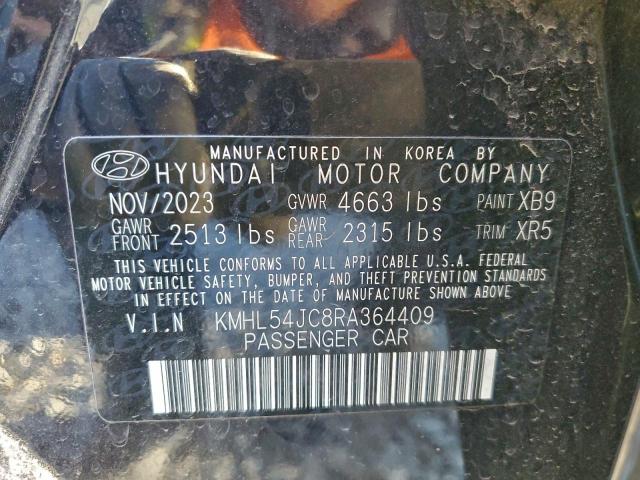 MANUFACTURED IN KOREA BY
HYUNDAI MOTOR COMPANY
NOV/2023 GVWR 4663 lbs PAINT XB9
GAWR FRONT 2513 lbs GAWR REAR 2315 lbs TRIM XR5
THIS VEHICLE CONFORMS TO ALL APPLICABLE U.S.A. FEDERAL
MOTOR VEHICLE SAFETY, BUMPER, AND THEFT PREVENTION STANDARDS
IN EFFECT ON THE DATE OF MANUFACTURE SHOWN ABOVE.
V.I.N KMHL54JC8RA364409
PASSENGER CAR